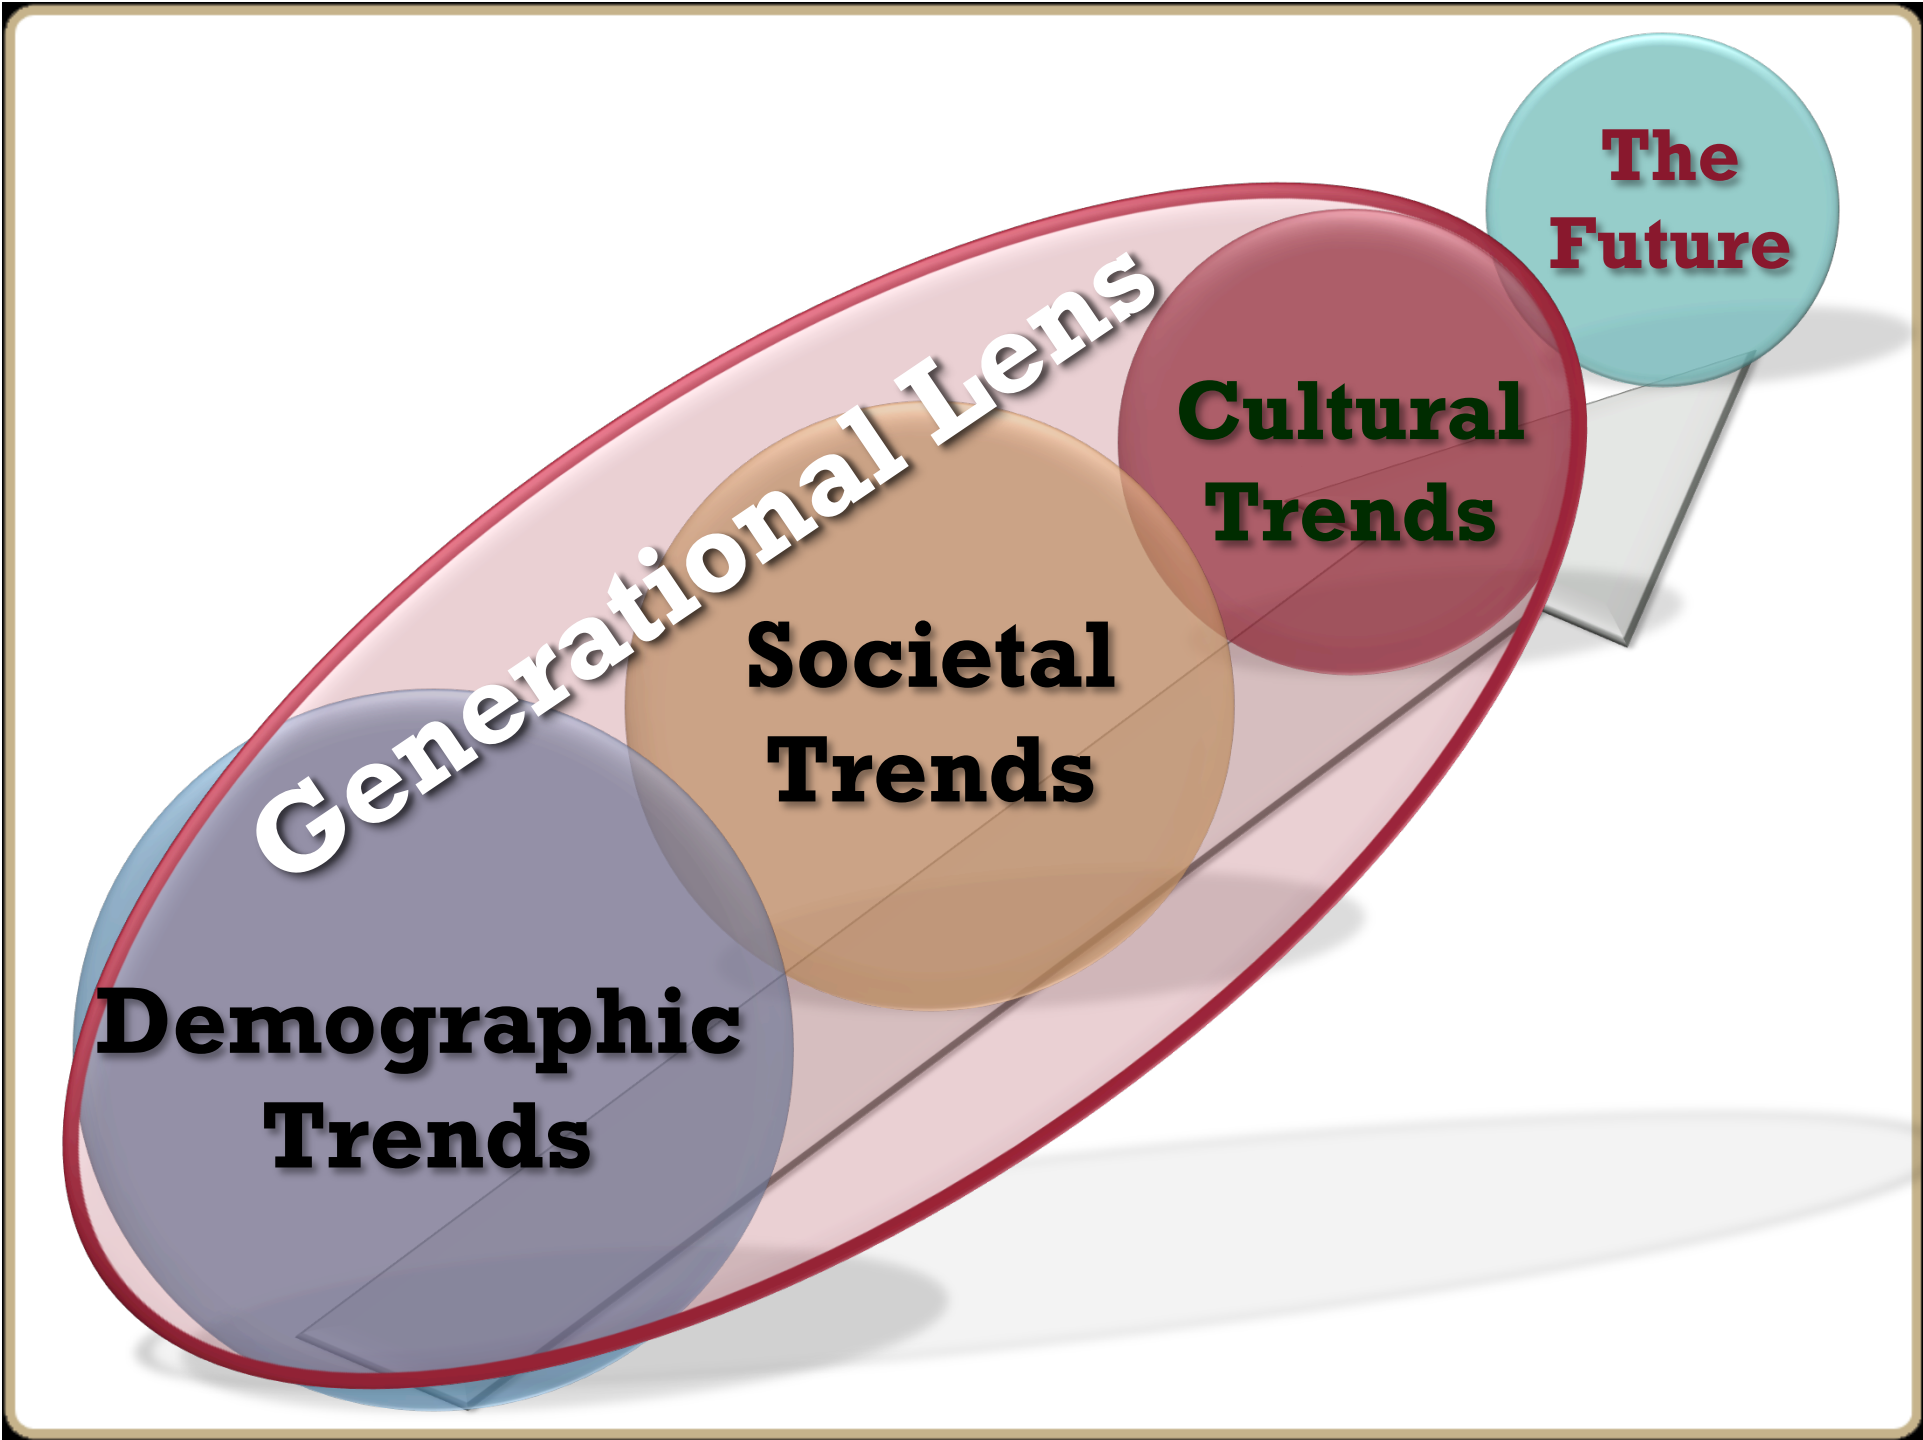 The
Future
Generational Lens
Cultural
Trends
Societal
Trends
Demographic
Trends